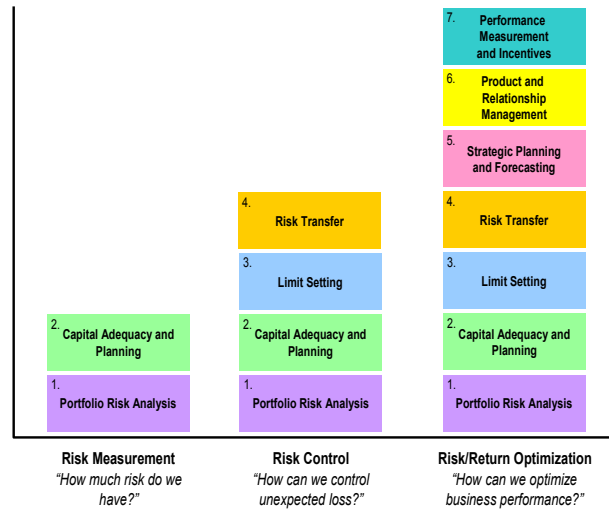 7.
Performance
Measurement
and Incentives
6.
Product and
Relationship
Management
5.
Strategic Planning
and Forecasting
4.
Risk Transfer
4.
Risk Transfer
3.
Limit Setting
3.
Limit Setting
2.
Capital Adequacy and
Planning
2.
Capital Adequacy and
Planning
2.
Capital Adequacy and
Planning
1.
Portfolio Risk Analysis
1.
Portfolio Risk Analysis
1.
Portfolio Risk Analysis
Risk Measurement
“How much risk do we
have?”
Risk Control
“How can we control
unexpected loss?”
Risk/Return Optimization
“How can we optimize
business performance?”